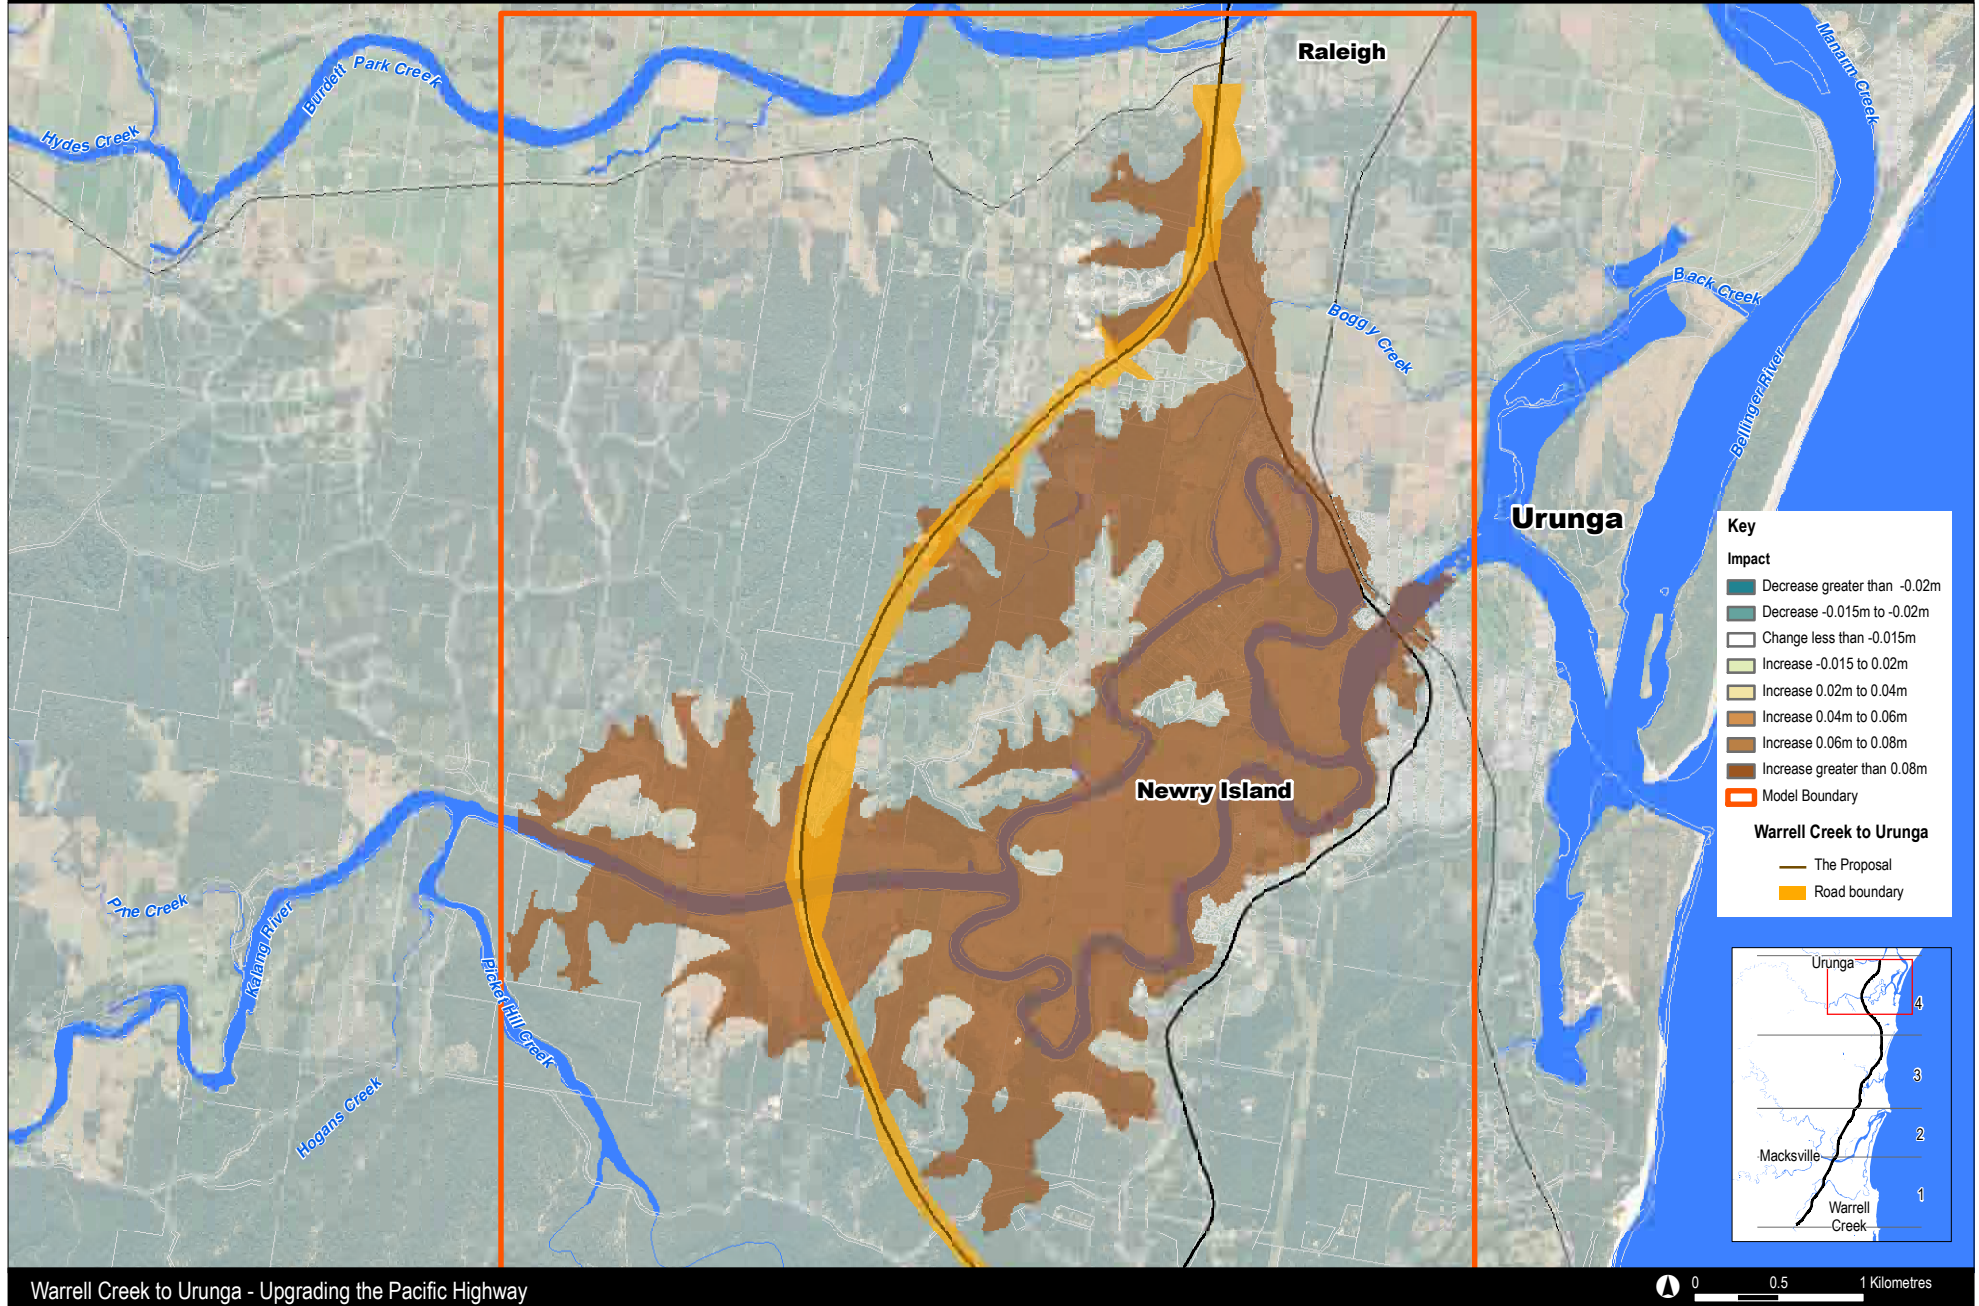 Raleigh
Manarm Creek
Burdett Park Creek
Hydes Creek
Back Creek
Boggy Creek
Bellinger River
Urunga
Key
Impact
Decrease greater than -0.02m
Decrease -0.015m to -0.02m
Change less than -0.015m
Increase -0.015 to 0.02m
Increase 0.02m to 0.04m
Increase 0.04m to 0.06m
Increase 0.06m to 0.08m
Increase greater than 0.08m
Model Boundary
Warrell Creek to Urunga
The Proposal
Road boundary
Newry Island
Pine Creek
Kalang River
Picket Hill Creek
Hogans Creek
Urunga
4
3
2
Macksville
1
Warrell
Creek
Warrell Creek to Urunga - Upgrading the Pacific Highway
0 0.5 1 Kilometres